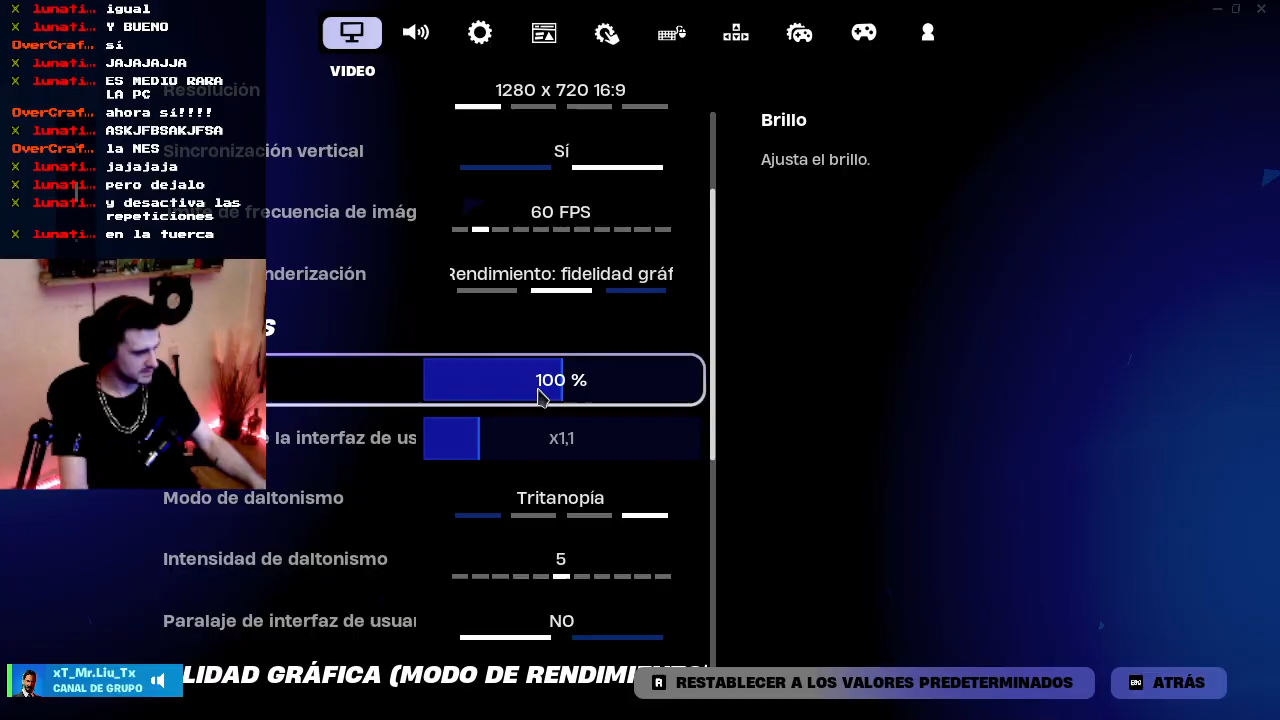 lunati… igual
lunati… Y BUENO
OverCraf… sí
lunati… JAJAJAJJA
lunati… ES MEDIO RARA
LA PC
OverCraf… ahora sí!!!!
lunati… ASKJFBSAKJFSA
OverCraf… la NES
lunati… jajajaja
lunati… pero dejalo
lunati… y desactiva las
repeticiones
lunati… en la tuerca
VIDEO
Resolución
1280 x 720 16:9
Sincronización vertical
Sí
de frecuencia de imág
60 FPS
nderización
Rendimiento: fidelidad gráf
S
100 %
e la interfaz de us
x1,1
Modo de daltonismo
Tritanopía
Intensidad de daltonismo
5
Paralaje de interfaz de usuar
NO
LIDAD GRÁFICA (MODO DE RENDIMIENTO
Brillo
Ajusta el brillo.
xT_Mr.Liu_Tx
CANAL DE GRUPO
R RESTABLECER A LOS VALORES PREDETERMINADOS
ATRÁS